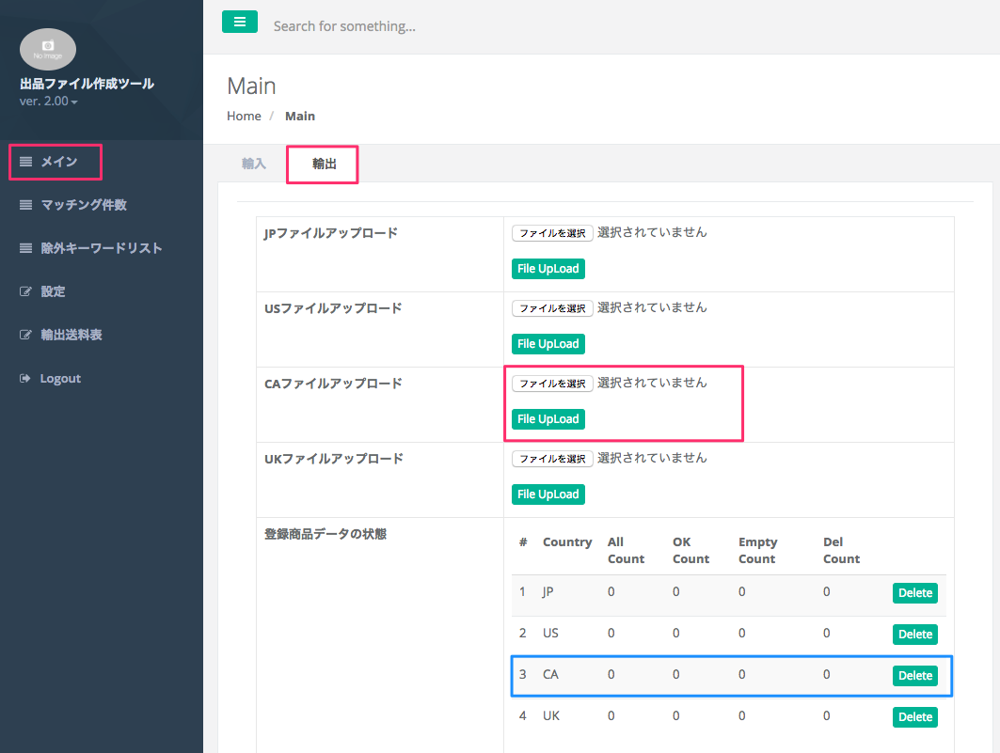 Search for something...
No Image
出品ファイル作成ツール
ver. 2.00
メイン
マッチング件数
除外キーワードリスト
設定
輸出送料表
Logout
Main
Home / Main
輸入 輸出
JPファイルアップロード ファイルを選択 選択されていません
File UpLoad
USファイルアップロード ファイルを選択 選択されていません
File UpLoad
CAファイルアップロード ファイルを選択 選択されていません
File UpLoad
UKファイルアップロード ファイルを選択 選択されていません
File UpLoad
登録商品データの状態
# Country All Count OK Count Empty Count Del Count
1 JP 0 0 0 0 Delete
2 US 0 0 0 0 Delete
3 CA 0 0 0 0 Delete
4 UK 0 0 0 0 Delete